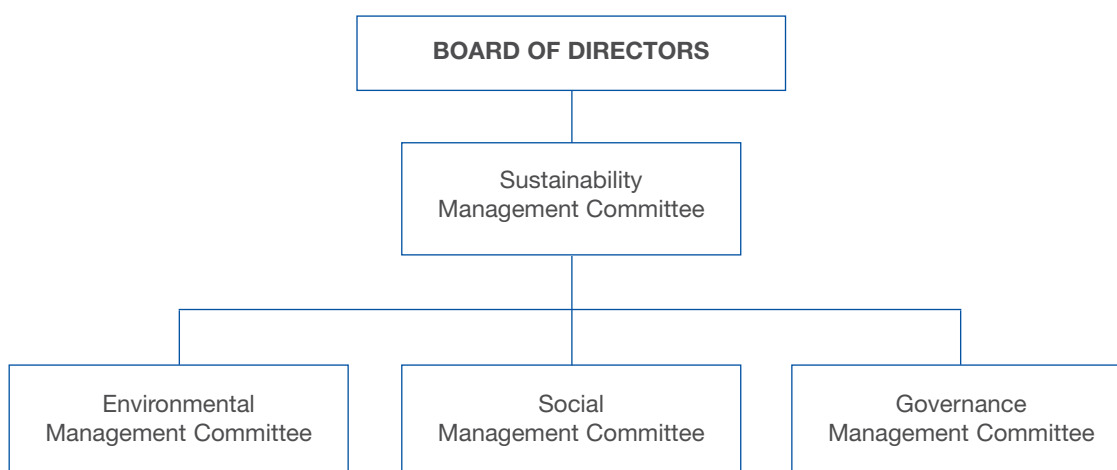 BOARD OF DIRECTORS
Sustainability
Management Committee
Environmental
Management Committee
Social
Management Committee
Governance
Management Committee